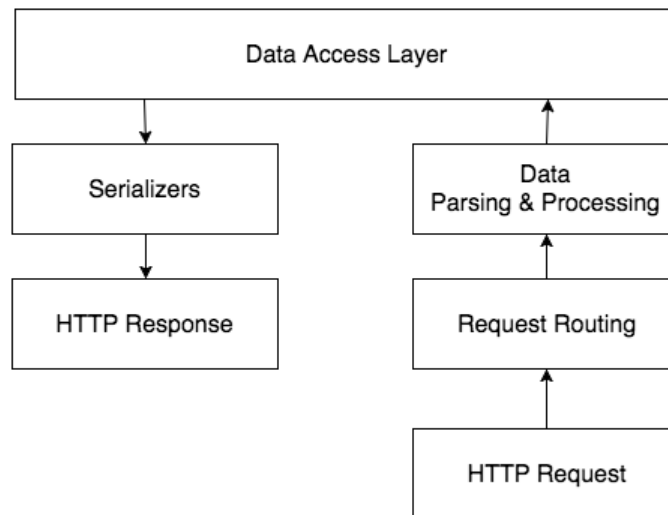 Data Access Layer
Serializers
Data
Parsing & Processing
HTTP Response
Request Routing
HTTP Request